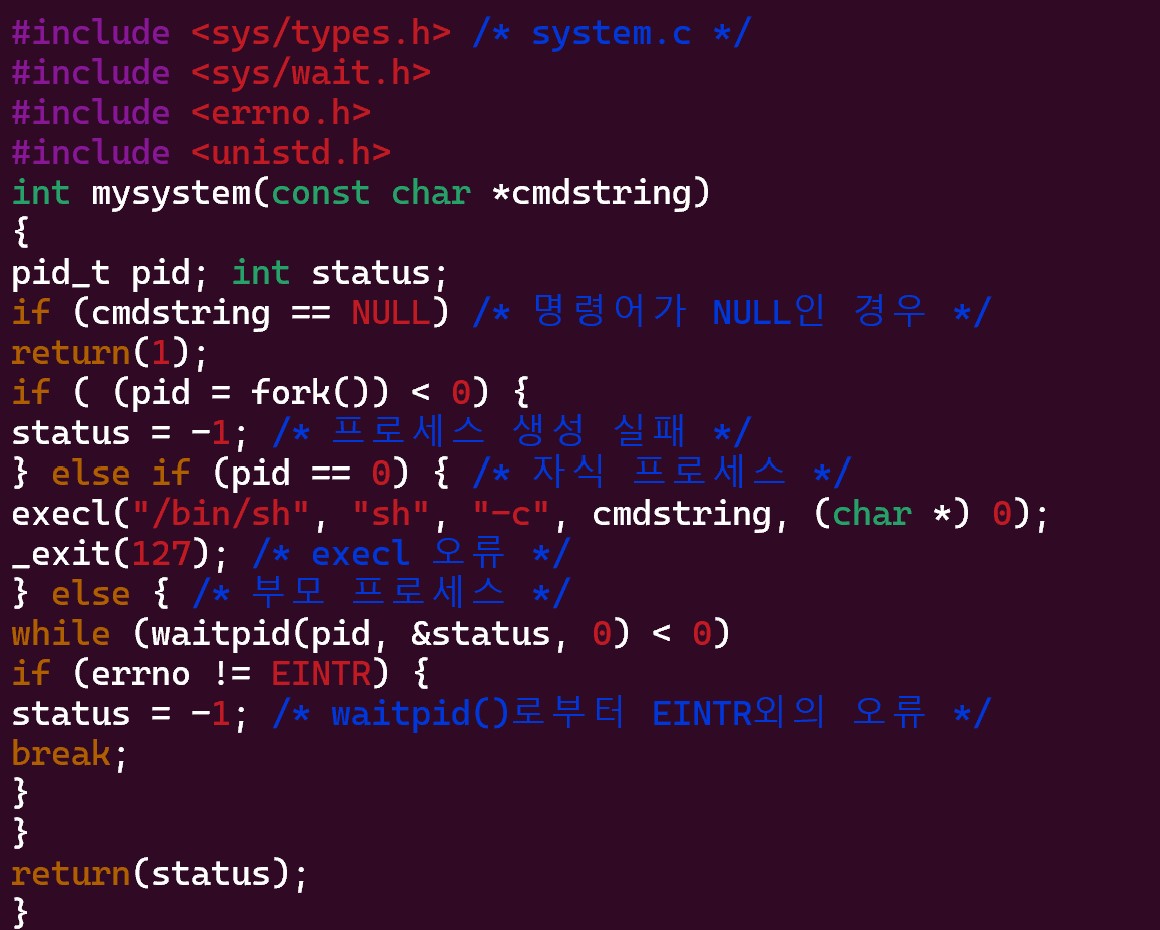 #include <sys/types.h> /* system.c */
#include <sys/wait.h>
#include <errno.h>
#include <unistd.h>
int mysystem(const char *cmdstring)
{
pid_t pid; int status;
if (cmdstring == NULL) /* 명령어가 NULL인 경우 */
return(1);
if ( (pid = fork()) < 0) {
status = -1; /* 프로세스 생성 실패 */
} else if (pid == 0) { /* 자식 프로세스 */
execl("/bin/sh", "sh", "-c", cmdstring, (char *) 0);
_exit(127); /* execl 오류 */
} else { /* 부모 프로세스 */
while (waitpid(pid, &status, 0) < 0)
if (errno != EINTR) {
status = -1; /* waitpid()로부터 EINTR외의 오류 */
break;
}
}
return(status);
}